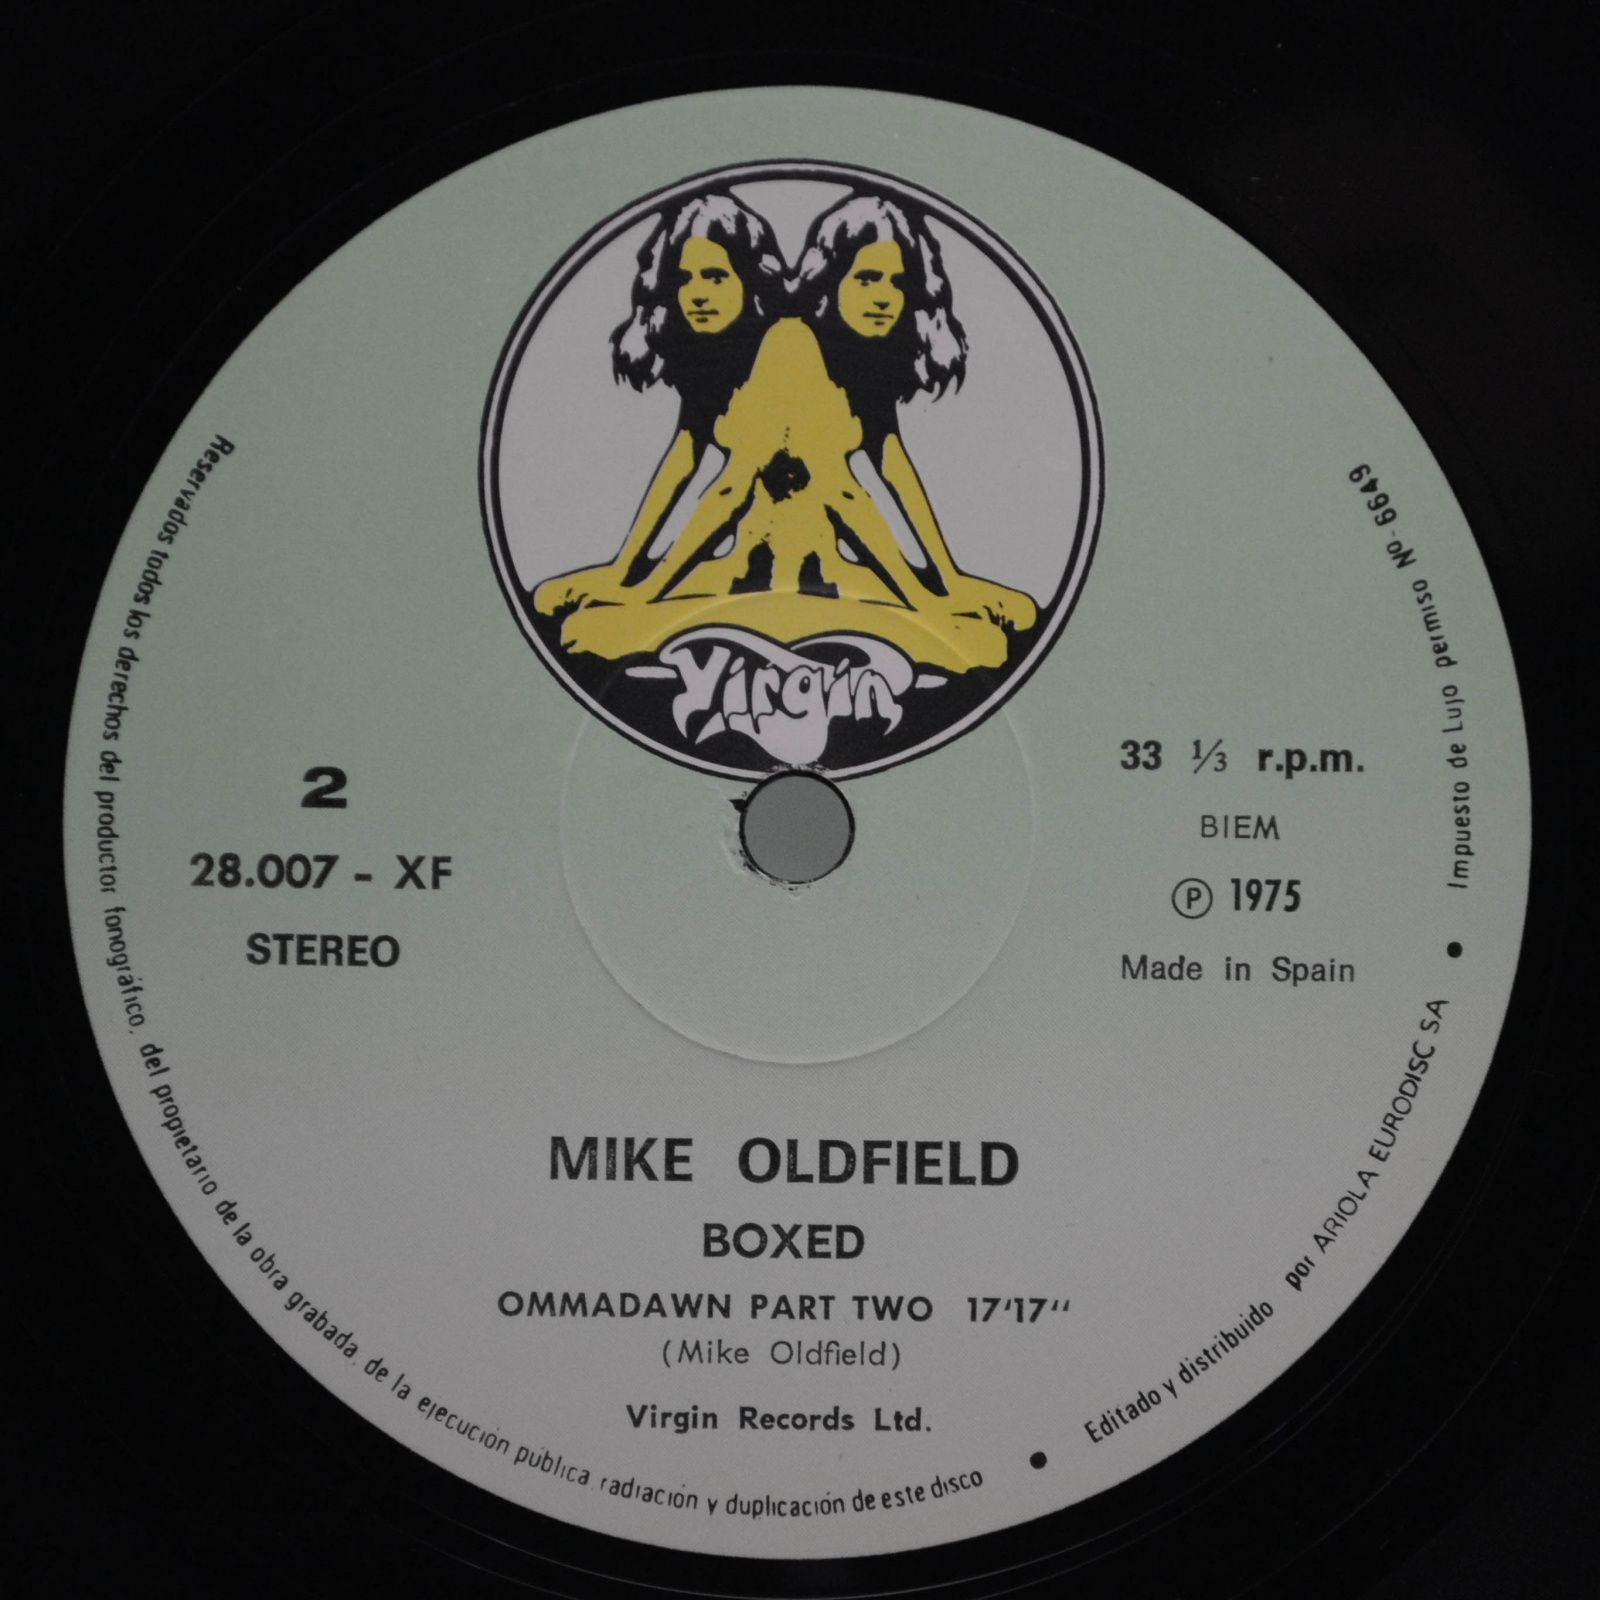 Virgin
2
28.007 - XF
STEREO
33 ⅓ r.p.m.
BIEM
Ⓟ 1975
Made in Spain
MIKE OLDFIELD
BOXED
OMMADAWN PART TWO 17'17"
(Mike Oldfield)
Virgin Records Ltd.
Reservados todos los derechos del productor fonográfico, del propietario de la obra grabada, de la ejecución pública, radiación y duplicación de este disco • Editado y distribuido por ARIOLA EURODISC SA • Impuesto de Lujo permiso Nº 6649